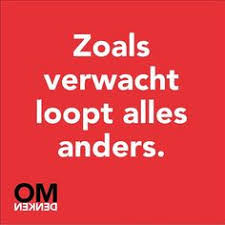 Zoals
verwacht
loopt alles
anders.
OM
DENKEN